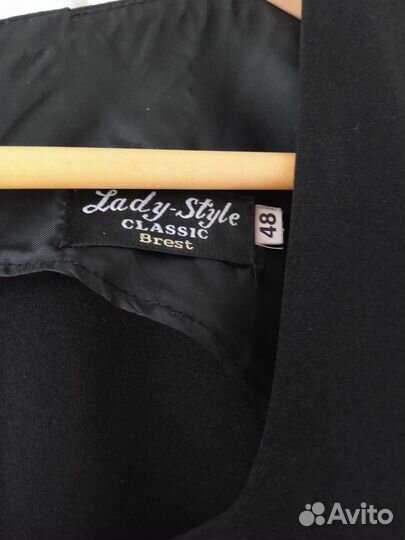 Lady-Style
CLASSIC
Brest
48
Avito